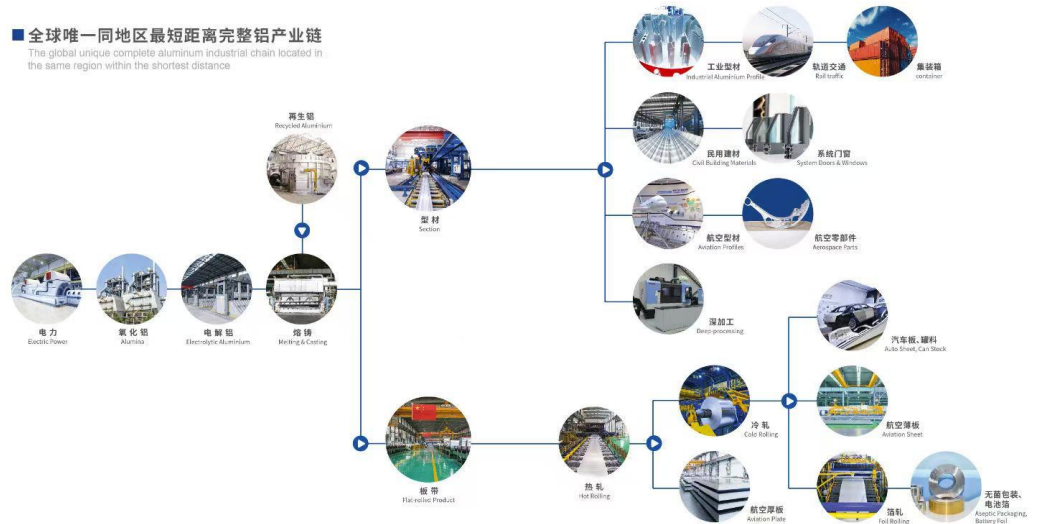 全球唯一同地区最短距离完整铝产业链
The global unique complete aluminum industrial chain located in
the same region within the shortest distance
工业型材
Industrial Aluminium Profile
轨道交通
Rail traffic
集装箱
container
再生铝
Recycled Aluminium
民用建材
Civil Building Materials
系统门窗
System Doors & Windows
型材
Section
航空型材
Aviation Profiles
航空零部件
Aerospace Parts
电力
Electric Power
氧化铝
Alumina
电解铝
Electrolytic Aluminium
熔铸
Melting & Casting
深加工
Deep-processing
汽车板、罐料
Auto Sheet, Can Stock
冷轧
Cold Rolling
航空薄板
Aviation Sheet
板带
Flat-rolled Product
热轧
Hot Rolling
航空厚板
Aviation Plate
箔轧
Foil Rolling
无菌包装、
电池箔
Aseptic Packaging,
Battery Foil